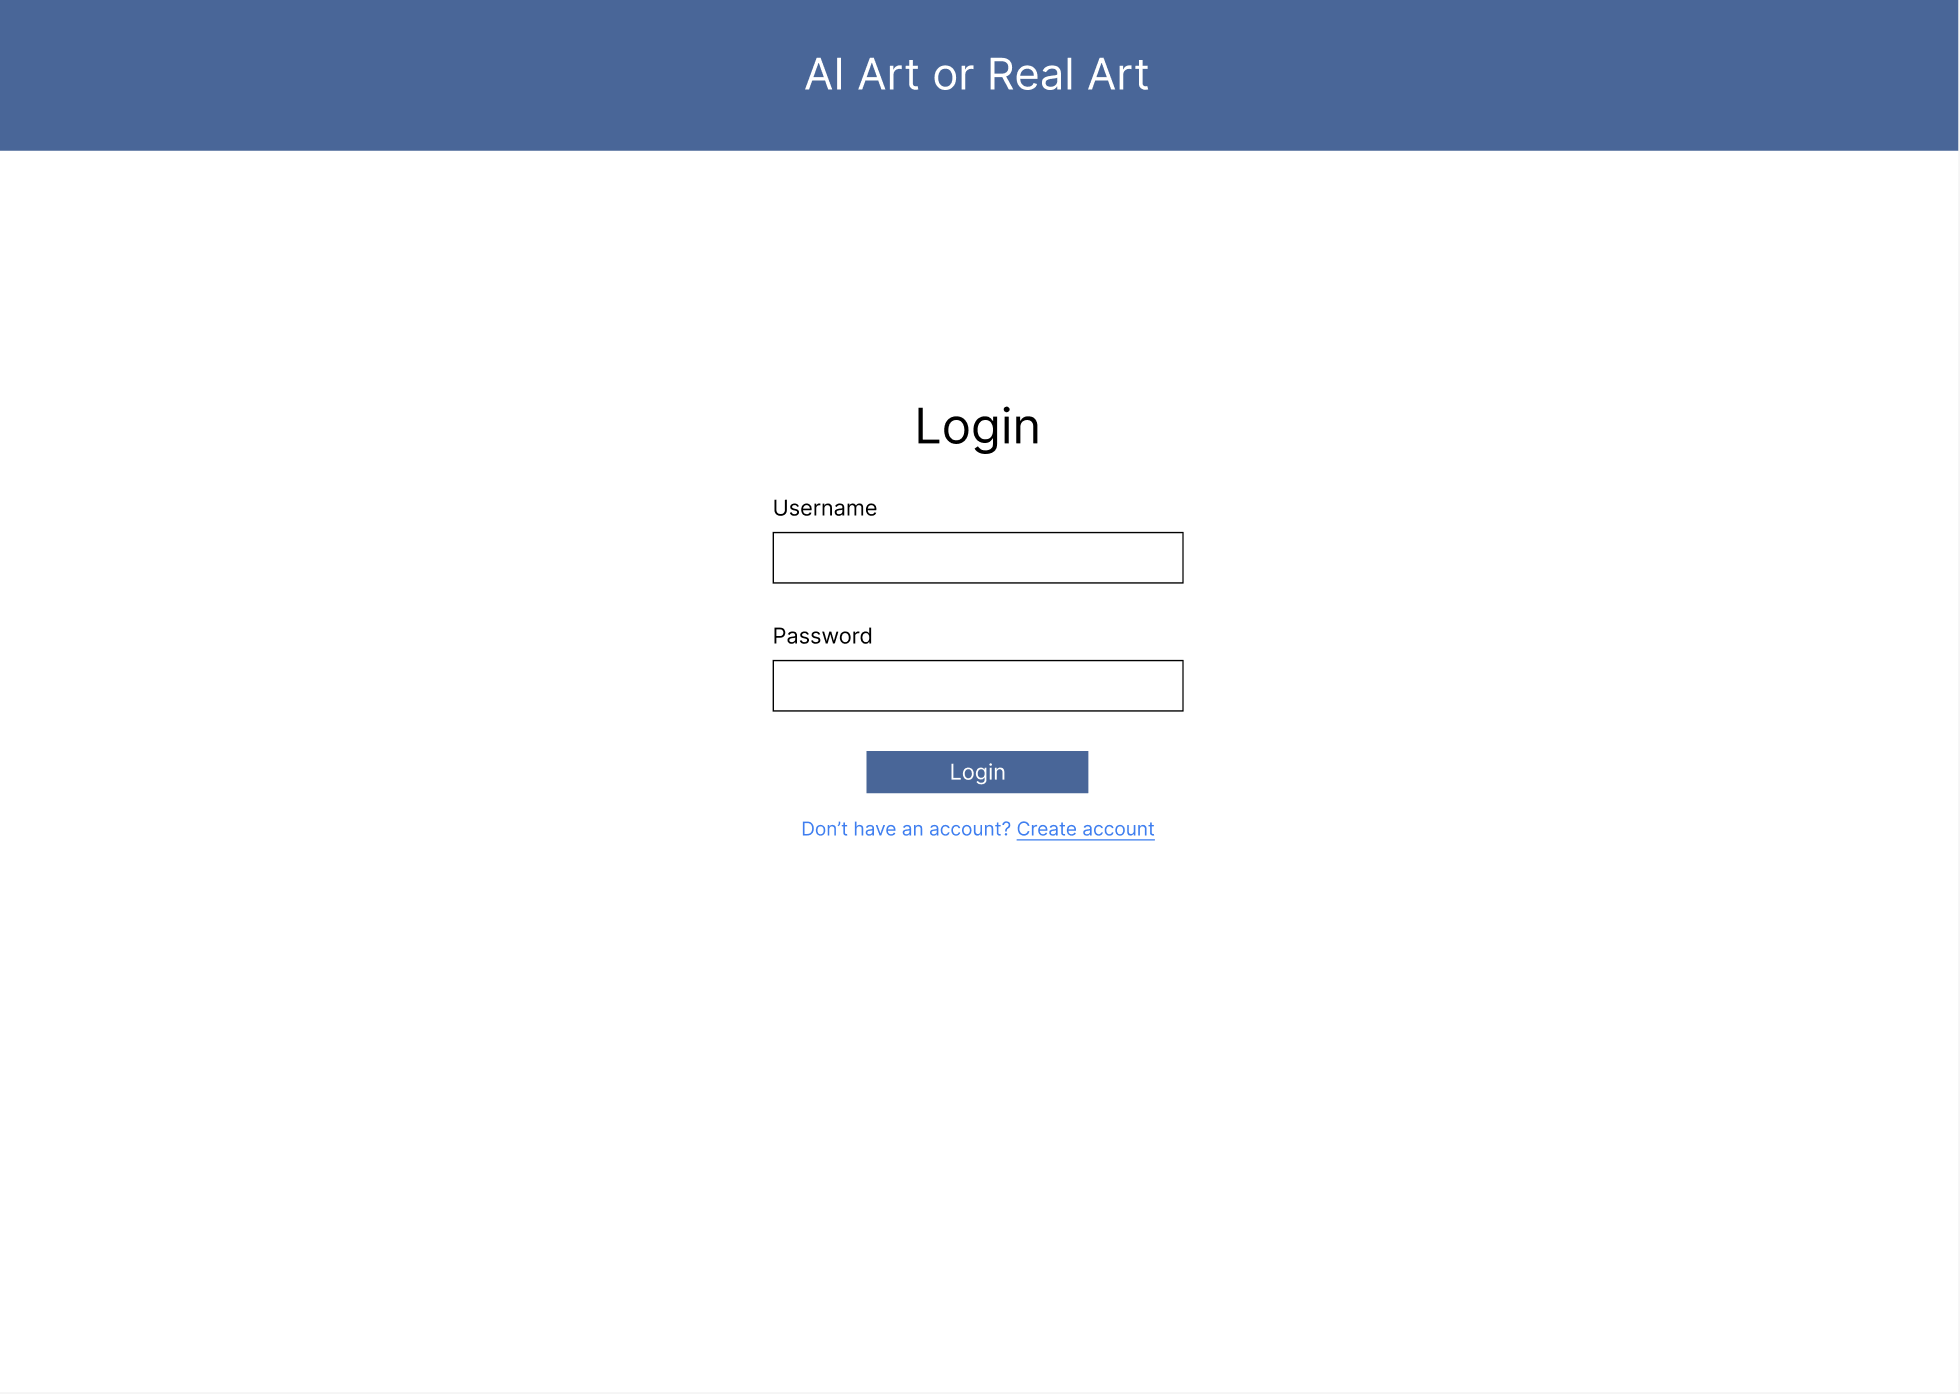 AI Art or Real Art
Login
Username
Password
Login
Don’t have an account? Create account